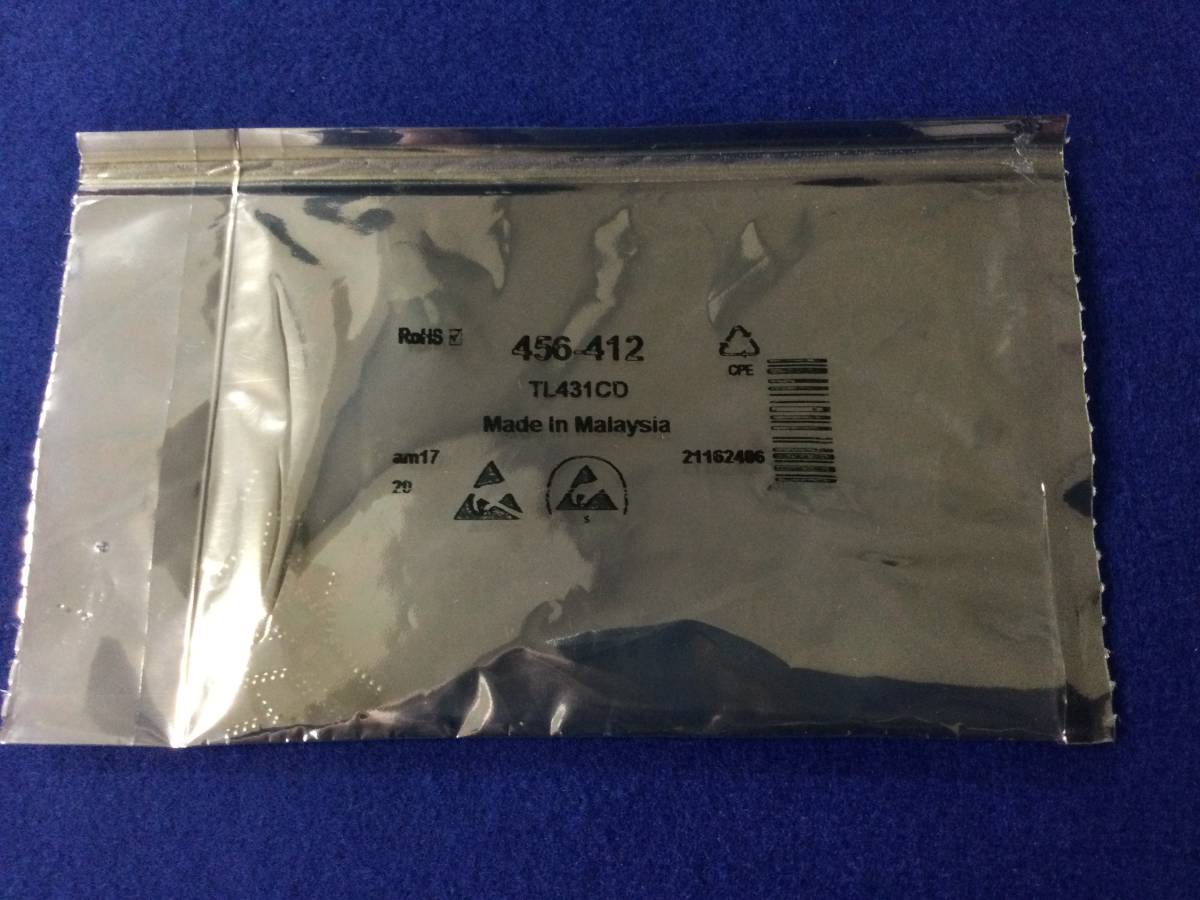 RoHS
456-412
CPE
TL431CD
Made in Malaysia
am17
21162406
20
S